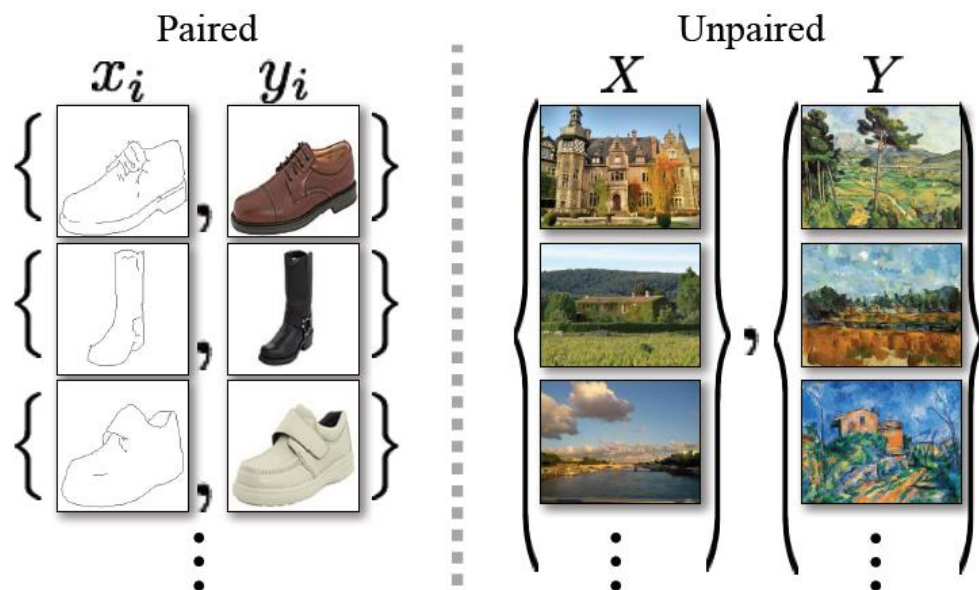 Paired
Unpaired
x_i
y_i
X
Y
{ , }
{ , }
{ , }
{ } , { }